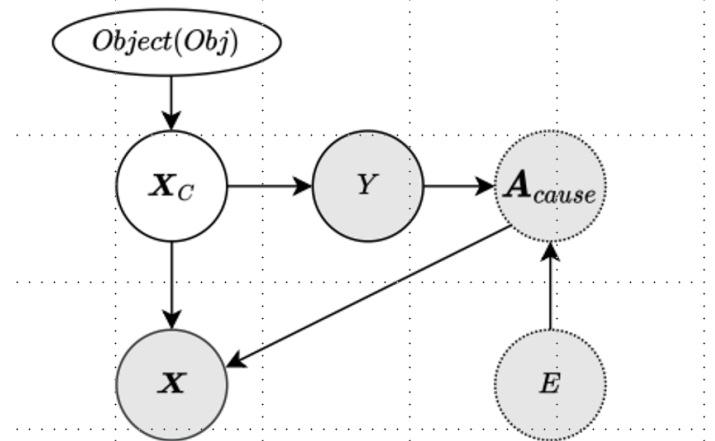 Object(Obj)
X_C
Y
A_cause
X
E